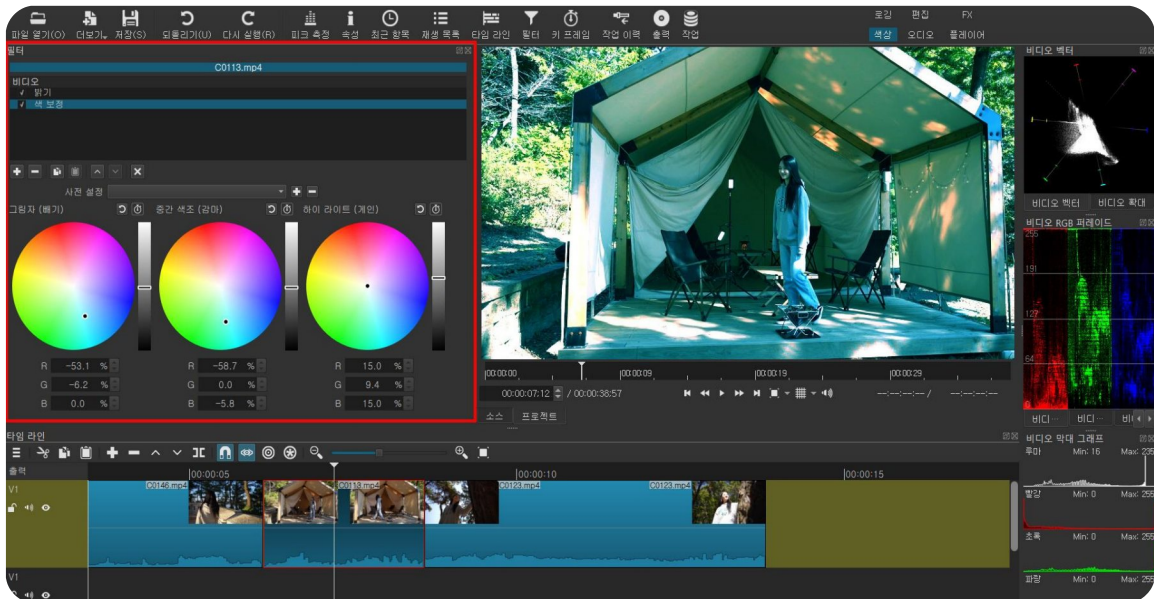 파일 열기(O) 더보기 저장(S) 되돌리기(U) 다시 실행(R) 피크 측정 속성 최근 항목 재생 목록 타임 라인 필터 키 프레임 작업 이력 출력 작업
로깅 편집 FX
색상 오디오 플레이어
필터
C0113.mp4
비디오
밝기
색 보정
사전 설정
그림자 (배기) 중간 색조 (감마) 하이 라이트 (게인)
R -53.1 % R -58.7 % R 15.0 %
G -6.2 % G 0.0 % G 9.4 %
B 0.0 % B -5.8 % B 15.0 %
00:00:00 00:00:09 00:00:19 00:00:29
00:00:07:12 / 00:00:38:57 --:--:--:-- / --:--:--:--
소스 프로젝트
비디오 벡터
비디오 벡터 비디오 확대
비디오 RGB 퍼레이드
255
191
127
64
0
비디… 비디… 비
비디오 막대 그래프
루마 Min: 16 Max: 235
빨강 Min: 0 Max: 255
초록 Min: 0 Max: 255
파랑 Min: 0 Max: 255
타임 라인
출력
00:00:05 00:00:10 00:00:15
V1
C0146.mp4 C0113.mp4 C0123.mp4 C0123.mp4
V1